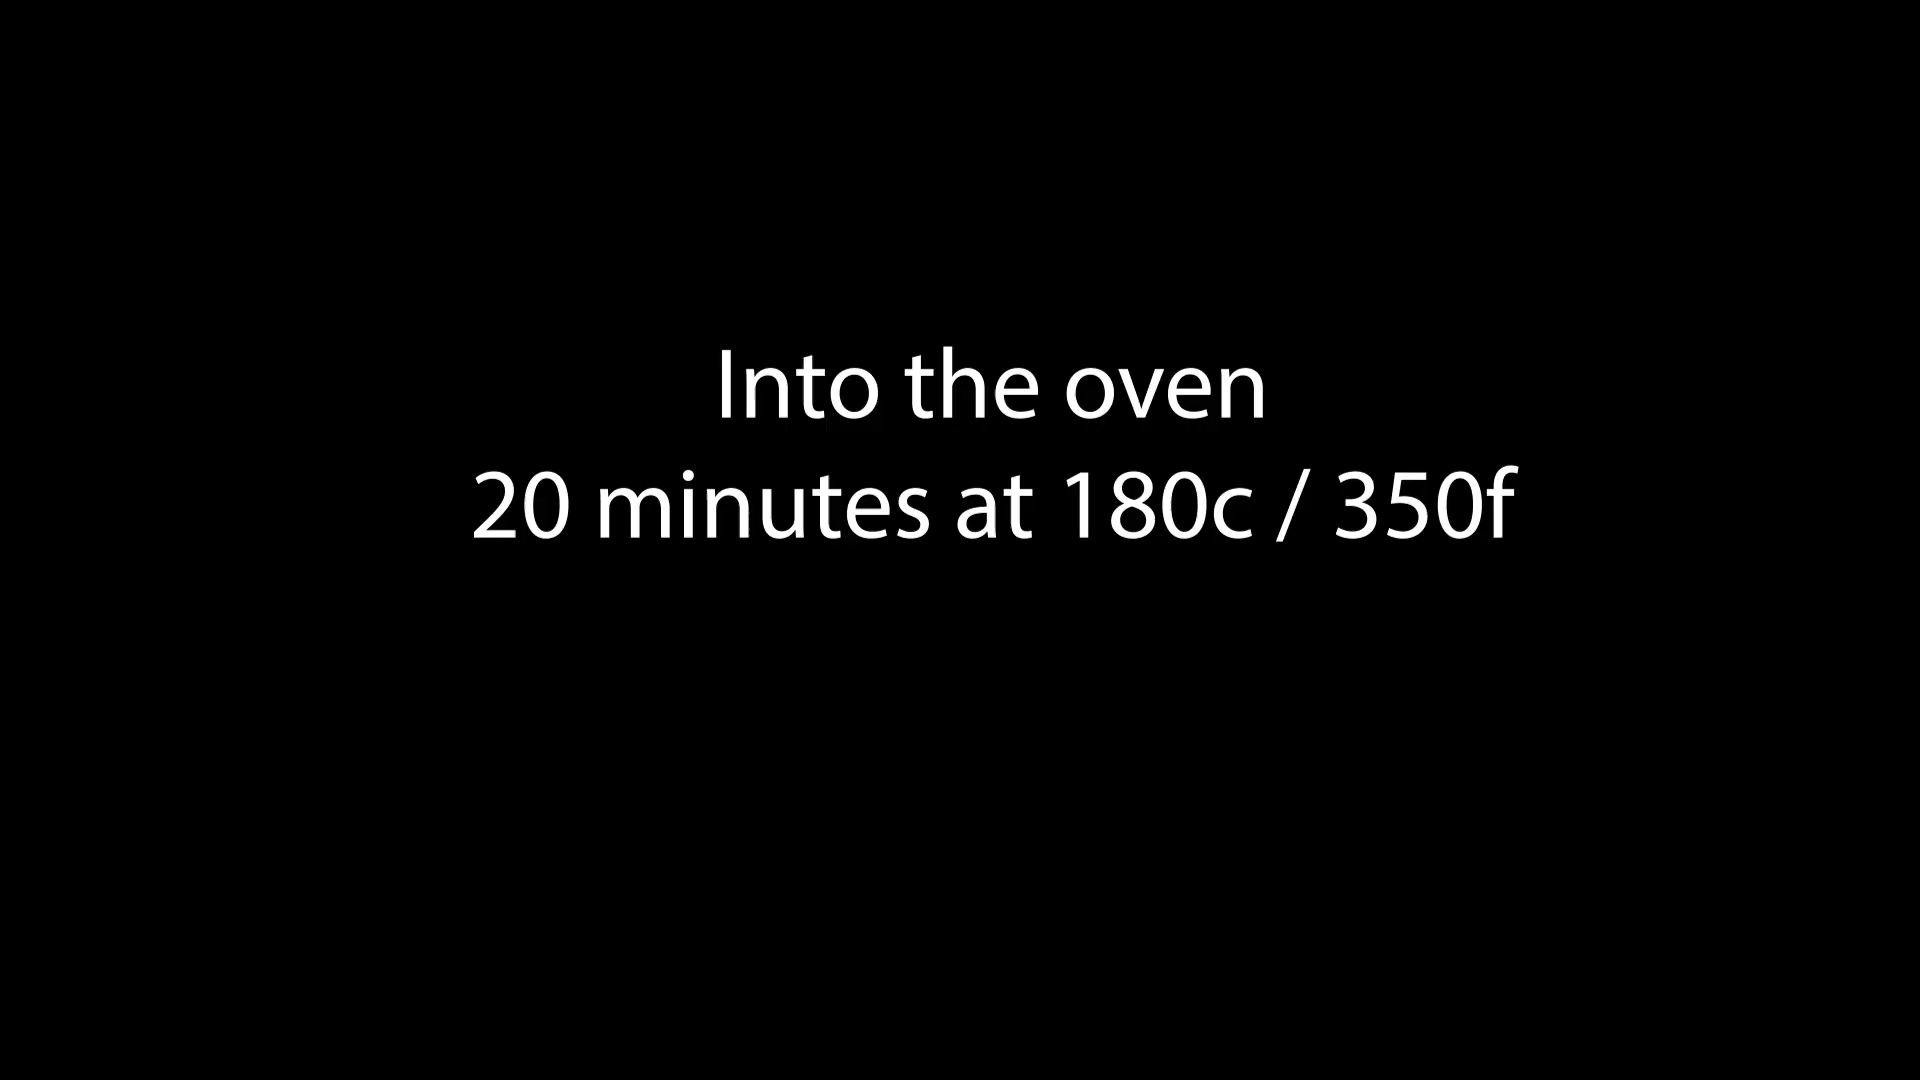 Into the oven
20 minutes at 180c / 350f